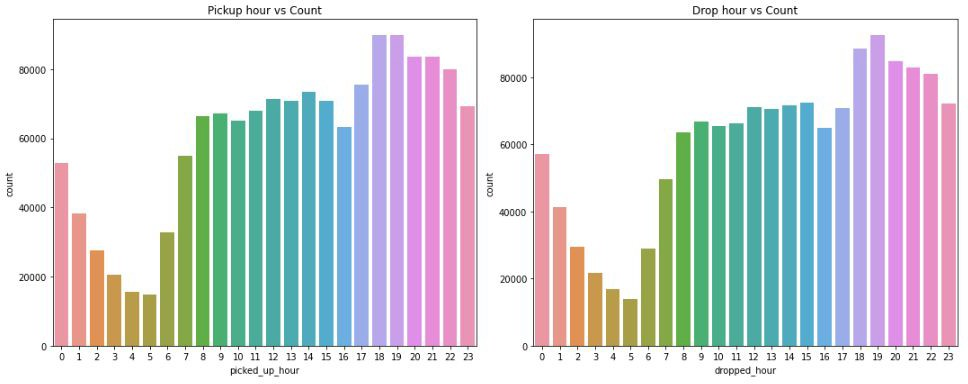 Pickup hour vs Count
count
80000
60000
40000
20000
0
0 1 2 3 4 5 6 7 8 9 10 11 12 13 14 15 16 17 18 19 20 21 22 23
picked_up_hour
Drop hour vs Count
count
80000
60000
40000
20000
0
0 1 2 3 4 5 6 7 8 9 10 11 12 13 14 15 16 17 18 19 20 21 22 23
dropped_hour